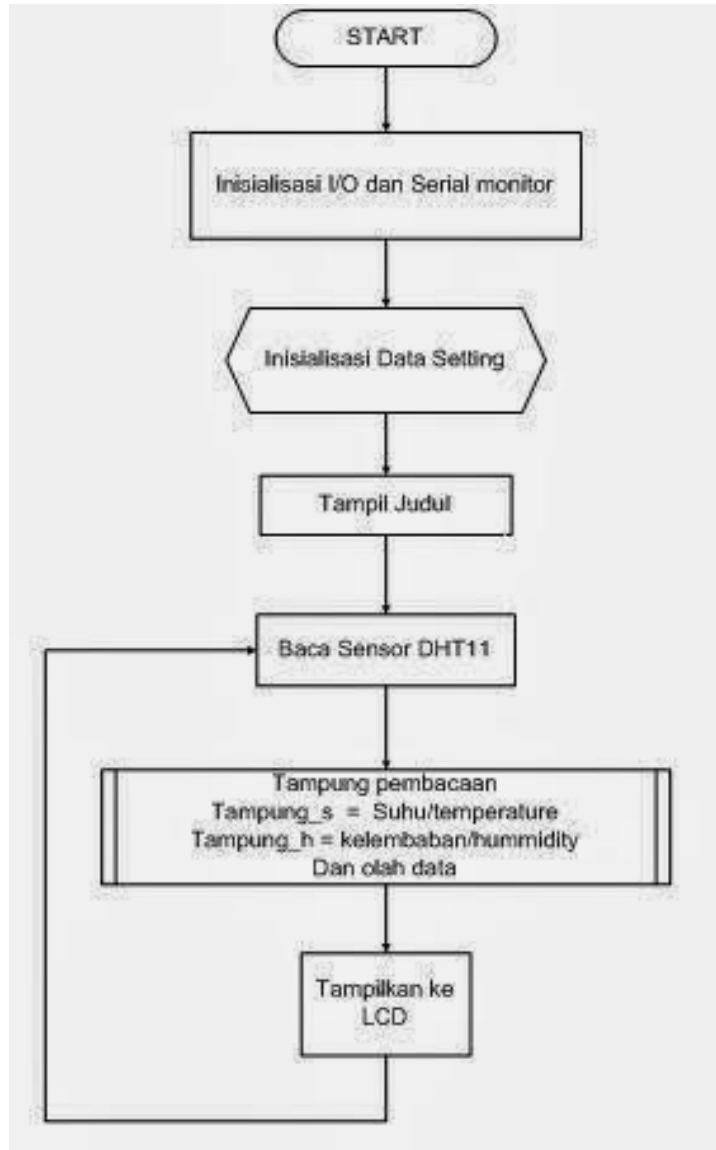 START
Inisialisasi I/O dan Serial monitor
Inisialisasi Data Setting
Tampil Judul
Baca Sensor DHT11
Tampung pembacaan
Tampung_s = Suhu/temperature
Tampung_h = kelembaban/hummidity
Dan olah data
Tampilkan ke
LCD